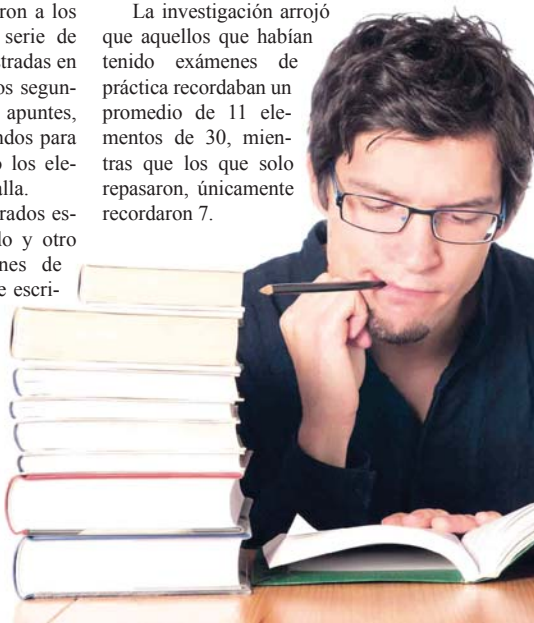 ron a los
serie de
tradas en
os segun-
apuntes,
ndos para
o los ele-
alla.
rados es-
lo y otro
nes de
e escri-
La investigación arrojó
que aquellos que habían
tenido exámenes de
práctica recordaban un
promedio de 11 ele-
mentos de 30, mien-
tras que los que solo
repasaron, únicamente
recordaron 7.